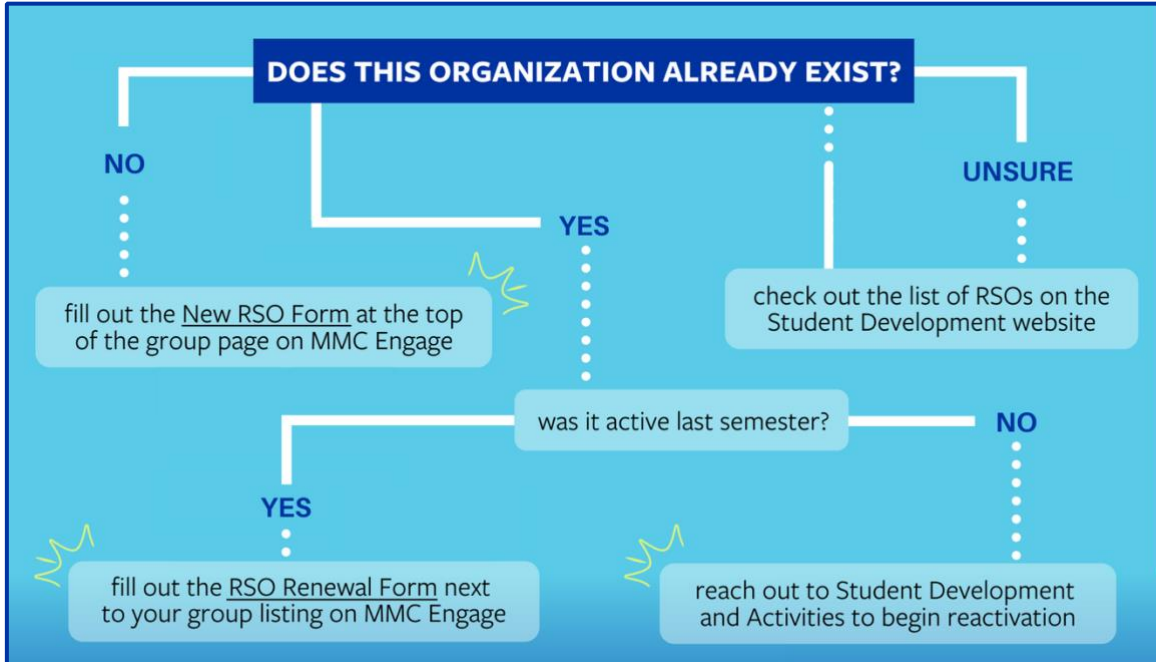 DOES THIS ORGANIZATION ALREADY EXIST?
NO
UNSURE
YES
fill out the New RSO Form at the top
of the group page on MMC Engage
check out the list of RSOs on the
Student Development website
was it active last semester?
NO
YES
fill out the RSO Renewal Form next
to your group listing on MMC Engage
reach out to Student Development
and Activities to begin reactivation